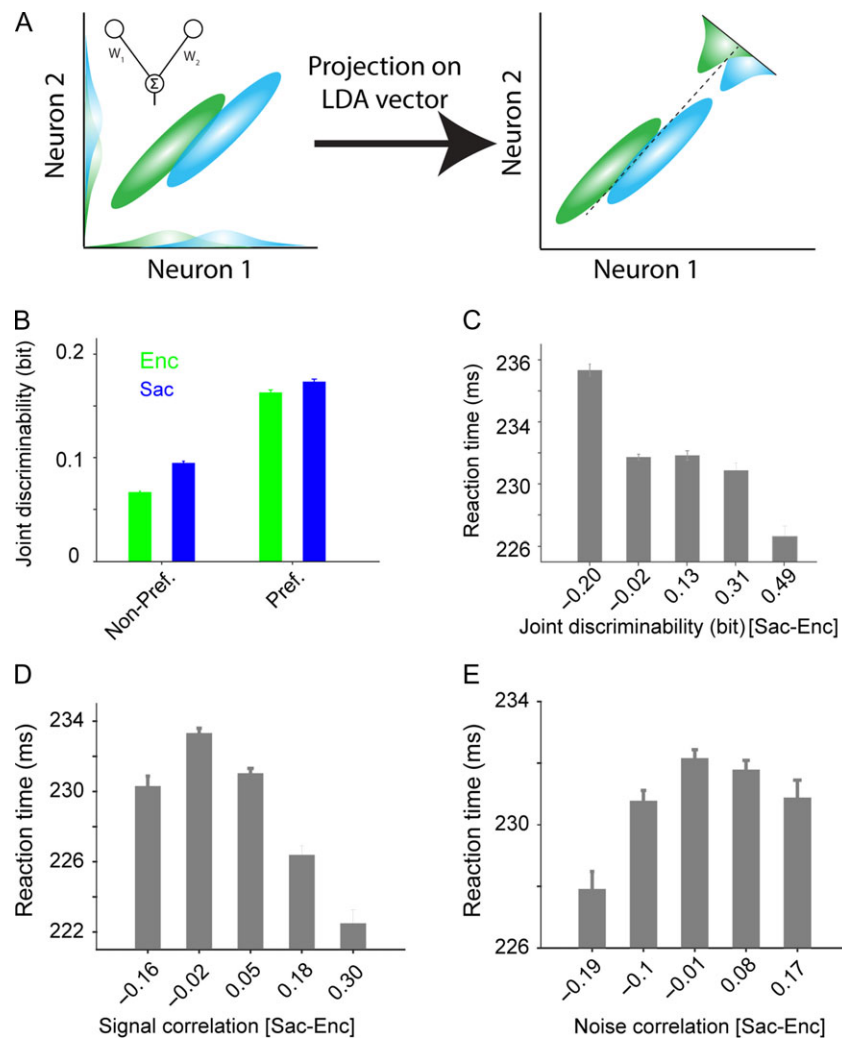 A
Neuron 2
W1
W2
Σ
Neuron 1
Projection on
LDA vector
Neuron 2
Neuron 1
B
Joint discriminability (bit)
0.2
0.1
0
Enc
Sac
Non-Pref.
Pref.
C
Reaction time (ms)
236
234
230
226
−0.20
−0.02
0.13
0.31
0.49
Joint discriminability (bit) [Sac-Enc]
D
Reaction time (ms)
234
230
226
222
−0.16
−0.02
0.05
0.18
0.30
Signal correlation [Sac-Enc]
E
Reaction time (ms)
234
230
226
−0.19
−0.1
−0.01
0.08
0.17
Noise correlation [Sac-Enc]